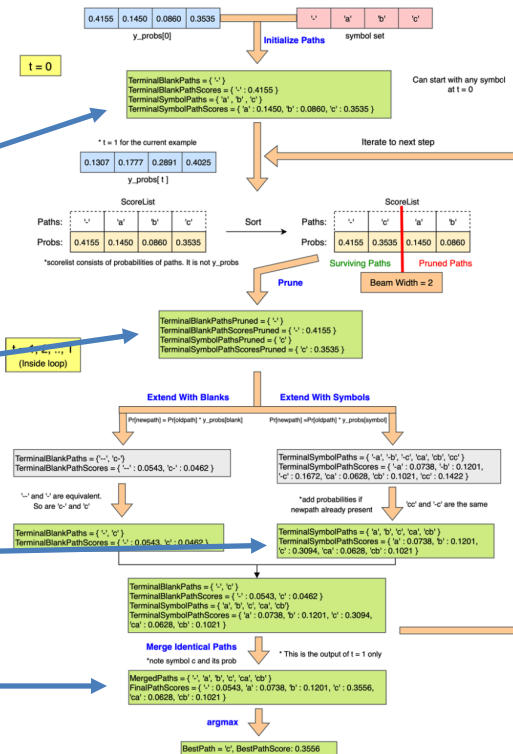 0.4155 0.1450 0.0860 0.3535
'-' 'a' 'b' 'c'
y_probs[0]
symbol set
Initialize Paths
t = 0
TerminalBlankPaths = { '-' }
TerminalBlankPathScores = { '-' : 0.4155 }
TerminalSymbolPaths = { 'a' , 'b' , 'c' }
TerminalSymbolPathScores = { 'a' : 0.1450, 'b' : 0.0860, 'c' : 0.3535 }
Can start with any symbol
at t = 0
* t = 1 for the current example
Iterate to next step
0.1307 0.1777 0.2891 0.4025
y_probs[ t ]
ScoreList
Paths: '-' 'a' 'b' 'c'
Probs: 0.4155 0.1450 0.0860 0.3535
*scorelist consists of probabilities of paths. It is not y_probs
Sort
ScoreList
Paths: '-' 'c' 'a' 'b'
Probs: 0.4155 0.3535 0.1450 0.0860
Surviving Paths Pruned Paths
Beam Width = 2
Prune
TerminalBlankPathsPruned = { '-' }
TerminalBlankPathScoresPruned = { '-' : 0.4155 }
TerminalSymbolPathsPruned = { 'c' }
TerminalSymbolPathScoresPruned = { 'c' : 0.3535 }
(Inside loop)
Extend With Blanks
Extend With Symbols
Pr[newpath] = Pr[oldpath] * y_probs[blank]
Pr[newpath] =Pr[oldpath] * y_probs[symbol]
TerminalBlankPaths = {'--', 'c-'}
TerminalBlankPathScores = { '--' : 0.0543, 'c-' : 0.0462 }
TerminalSymbolPaths = { '-a', '-b', '-c', 'ca', 'cb', 'cc' }
TerminalSymbolPathScores = { '-a' : 0.0738, '-b' : 0.1201,
'-c' : 0.1672, 'ca' : 0.0628, 'cb' : 0.1021, 'cc' : 0.1422 }
'--' and '-' are equivalent.
So are 'c-' and 'c'
*add probabilities if
newpath already present
'cc' and '-c' are the same
TerminalBlankPaths = { '-', 'c' }
TerminalBlankPathScores = { '-' : 0.0543, 'c' : 0.0462 }
TerminalSymbolPaths = { 'a', 'b', 'c', 'ca', 'cb' }
TerminalSymbolPathScores = { 'a' : 0.0738, 'b' : 0.1201,
'c' : 0.3094, 'ca' : 0.0628, 'cb' : 0.1021 }
TerminalBlankPaths = { '-', 'c' }
TerminalBlankPathScores = { '-' : 0.0543, 'c' : 0.0462 }
TerminalSymbolPaths = { 'a', 'b', 'c', 'ca', 'cb'}
TerminalSymbolPathScores = { 'a' : 0.0738, 'b' : 0.1201, 'c' : 0.3094,
'ca' : 0.0628, 'cb' : 0.1021 }
Merge Identical Paths
*note symbol c and its prob
* This is the output of t = 1 only
MergedPaths = { '-', 'a', 'b', 'c', 'ca', 'cb' }
FinalPathScores = { '-' : 0.0543, 'a' : 0.0738, 'b' : 0.1201, 'c' : 0.3556,
'ca' : 0.0628, 'cb' : 0.1021 }
argmax
BestPath = 'c', BestPathScore: 0.3556